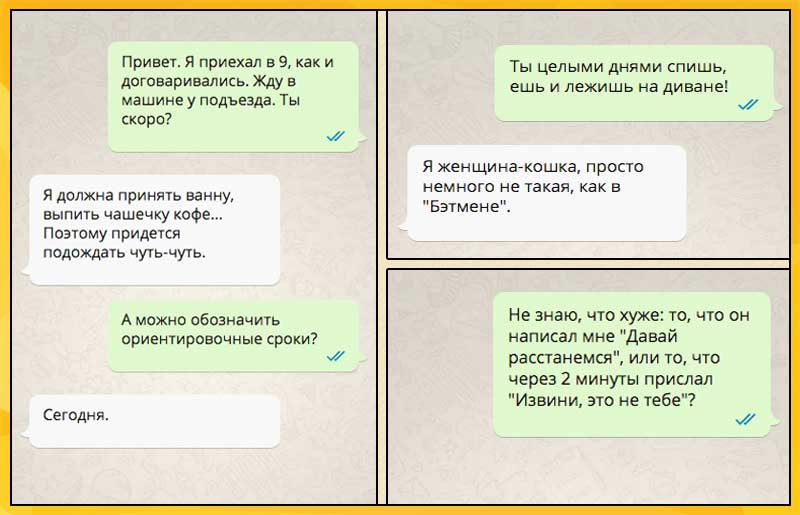 Привет. Я приехал в 9, как и
договаривались. Жду в
машине у подъезда. Ты
скоро?
Я должна принять ванну,
выпить чашечку кофе...
Поэтому придется
подождать чуть-чуть.
А можно обозначить
ориентировочные сроки?
Сегодня.
Ты целыми днями спишь,
ешь и лежишь на диване!
Я женщина-кошка, просто
немного не такая, как в
"Бэтмене".
Не знаю, что хуже: то, что он
написал мне "Давай
расстанемся", или то, что
через 2 минуты прислал
"Извини, это не тебе"?